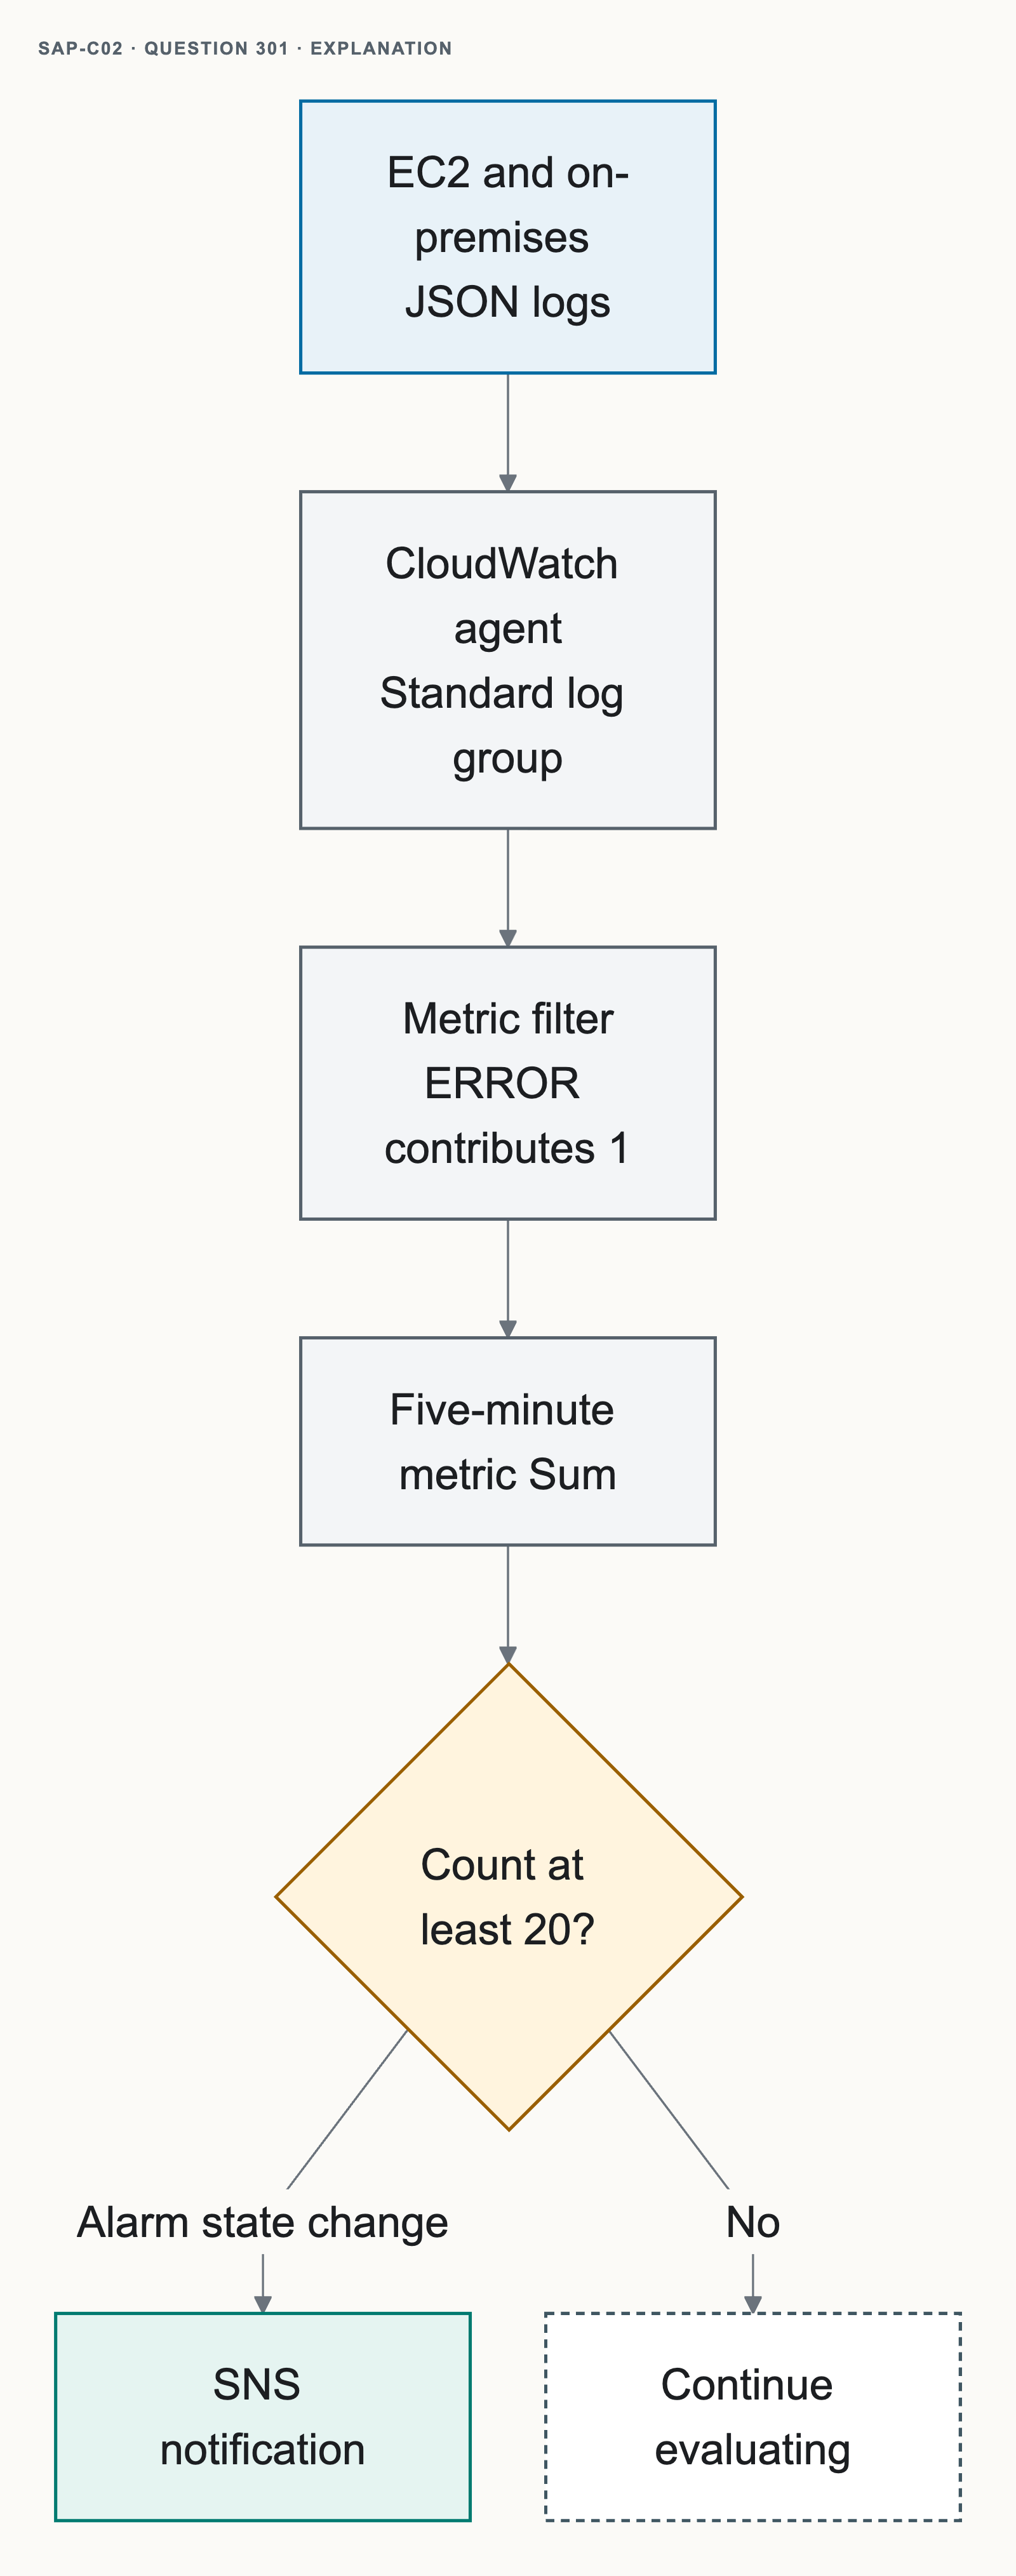 SAP-C02 · QUESTION 301 · EXPLANATION
EC2 and on-
premises
JSON logs
CloudWatch
agent
Standard log
group
Metric filter
ERROR
contributes 1
Five-minute
metric Sum
Count at
least 20?
Alarm state change
No
SNS
notification
Continue
evaluating